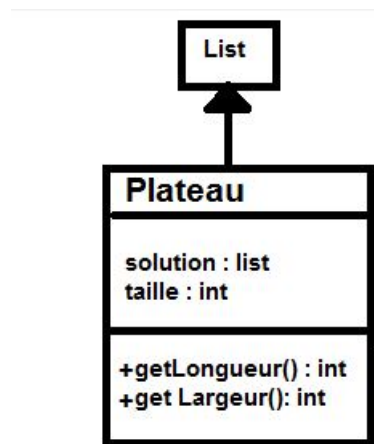 List
Plateau
solution : list
taille : int
+getLongueur() : int
+get Largeur(): int